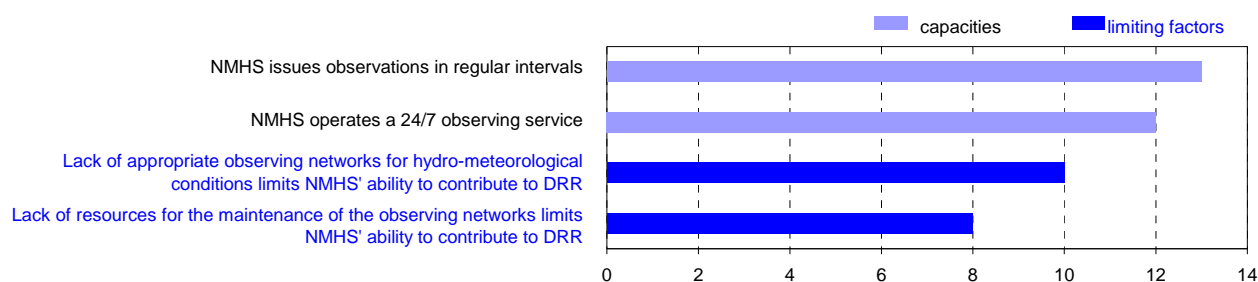 capacities
limiting factors
NMHS issues observations in regular intervals
NMHS operates a 24/7 observing service
Lack of appropriate observing networks for hydro-meteorological
conditions limits NMHS' ability to contribute to DRR
Lack of resources for the maintenance of the observing networks limits
NMHS' ability to contribute to DRR
0 2 4 6 8 10 12 14